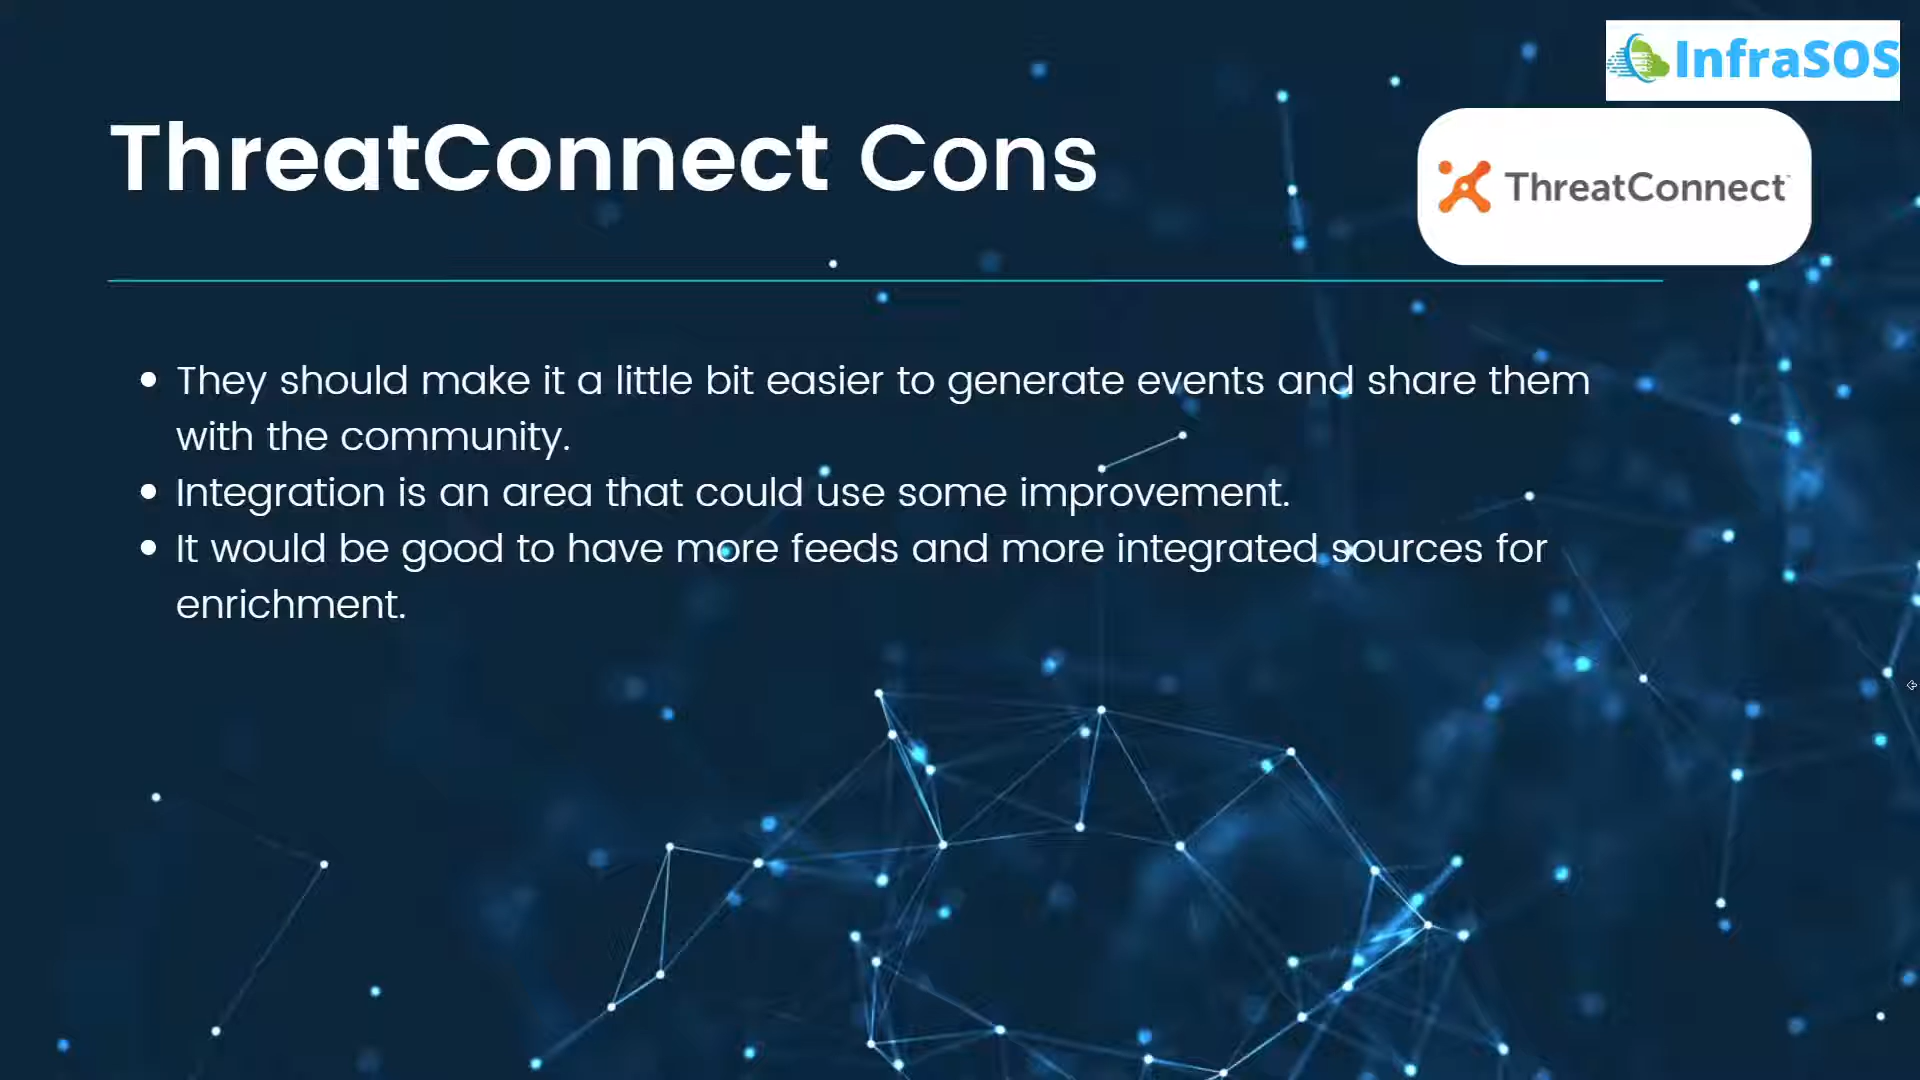 InfraSOS
ThreatConnect Cons
ThreatConnect
• They should make it a little bit easier to generate events and share them
with the community.
• Integration is an area that could use some improvement.
• It would be good to have more feeds and more integrated sources for
enrichment.